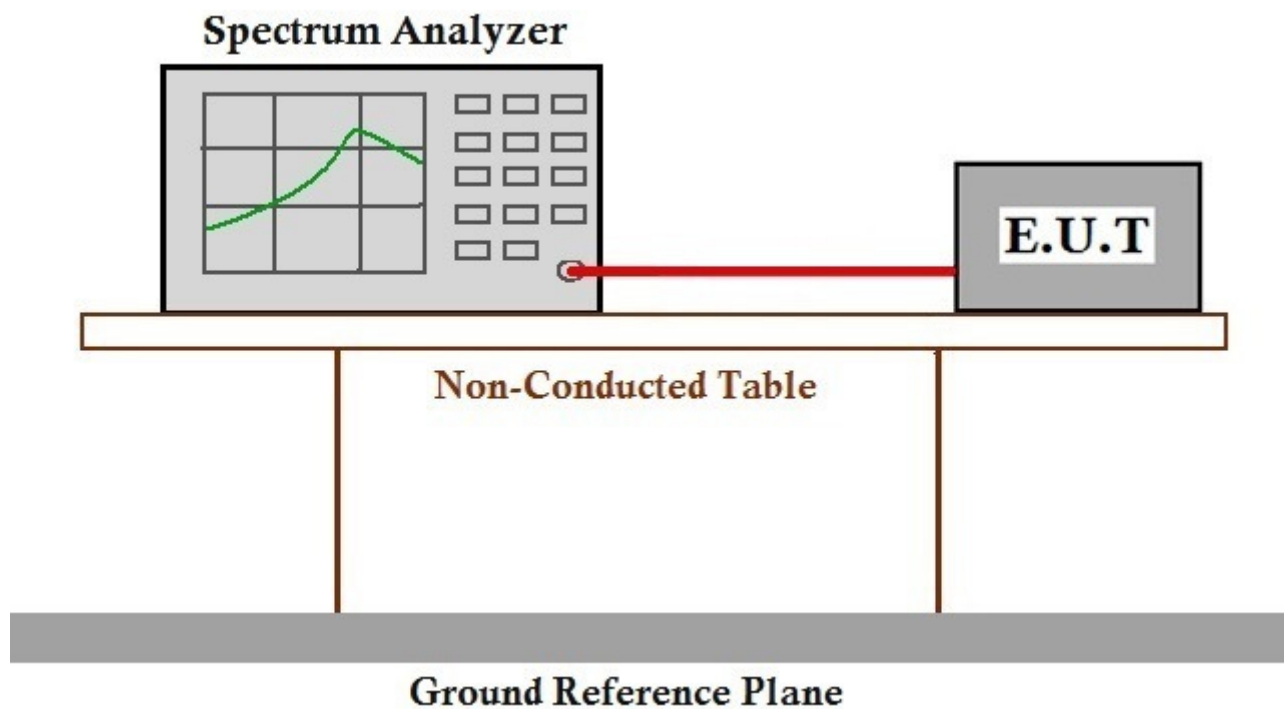 Spectrum Analyzer
E.U.T
Non-Conducted Table
Ground Reference Plane